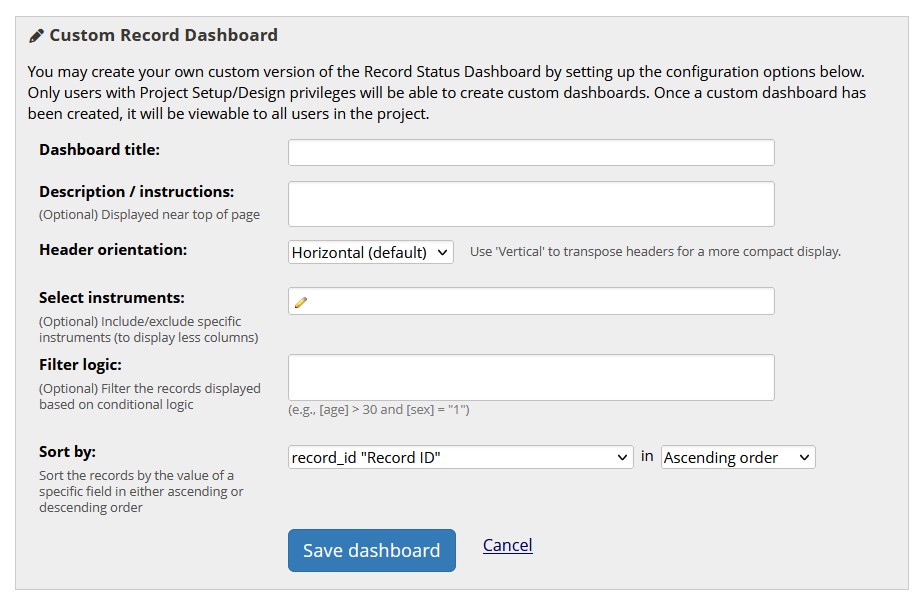 Custom Record Dashboard
You may create your own custom version of the Record Status Dashboard by setting up the configuration options below.
Only users with Project Setup/Design privileges will be able to create custom dashboards. Once a custom dashboard has
been created, it will be viewable to all users in the project.
Dashboard title:
Description / instructions:
(Optional) Displayed near top of page
Header orientation:
Horizontal (default)
Use 'Vertical' to transpose headers for a more compact display.
Select instruments:
(Optional) Include/exclude specific
instruments (to display less columns)
Filter logic:
(Optional) Filter the records displayed
based on conditional logic
(e.g., [age] > 30 and [sex] = "1")
Sort by:
Sort the records by the value of a
specific field in either ascending or
descending order
record_id "Record ID" in Ascending order
Save dashboard
Cancel